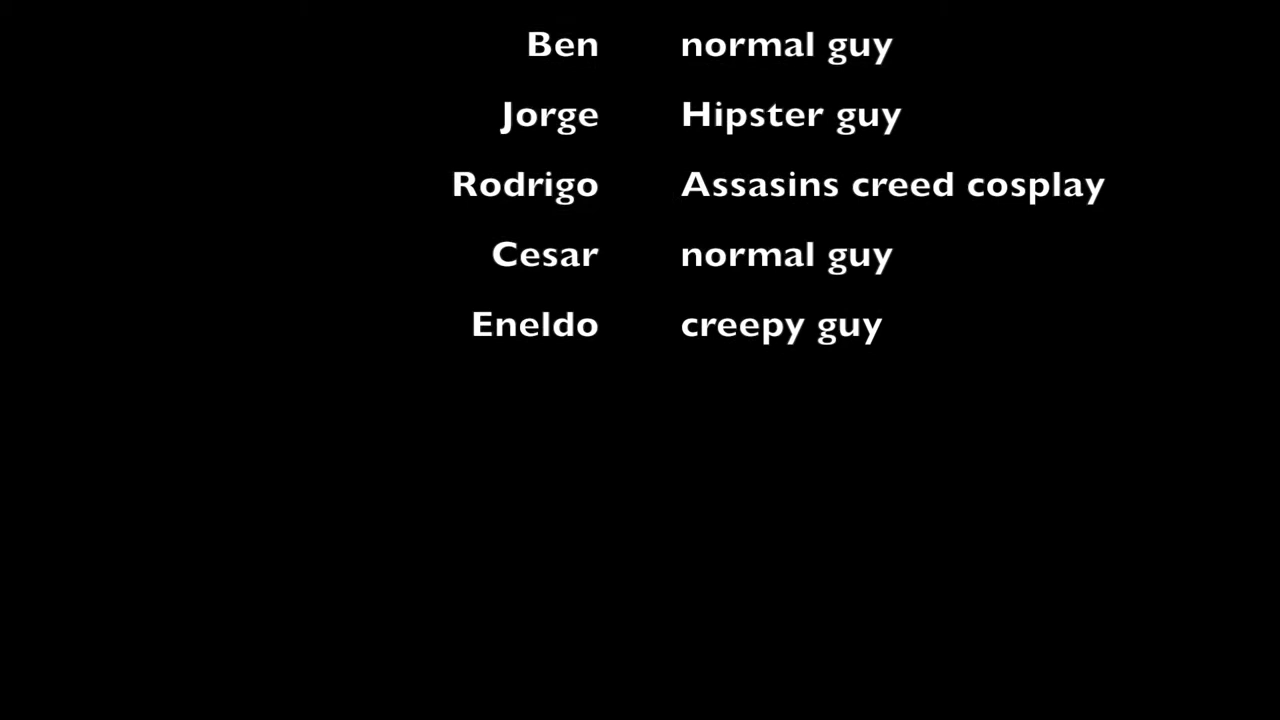 Ben normal guy
Jorge Hipster guy
Rodrigo Assasins creed cosplay
Cesar normal guy
Eneldo creepy guy